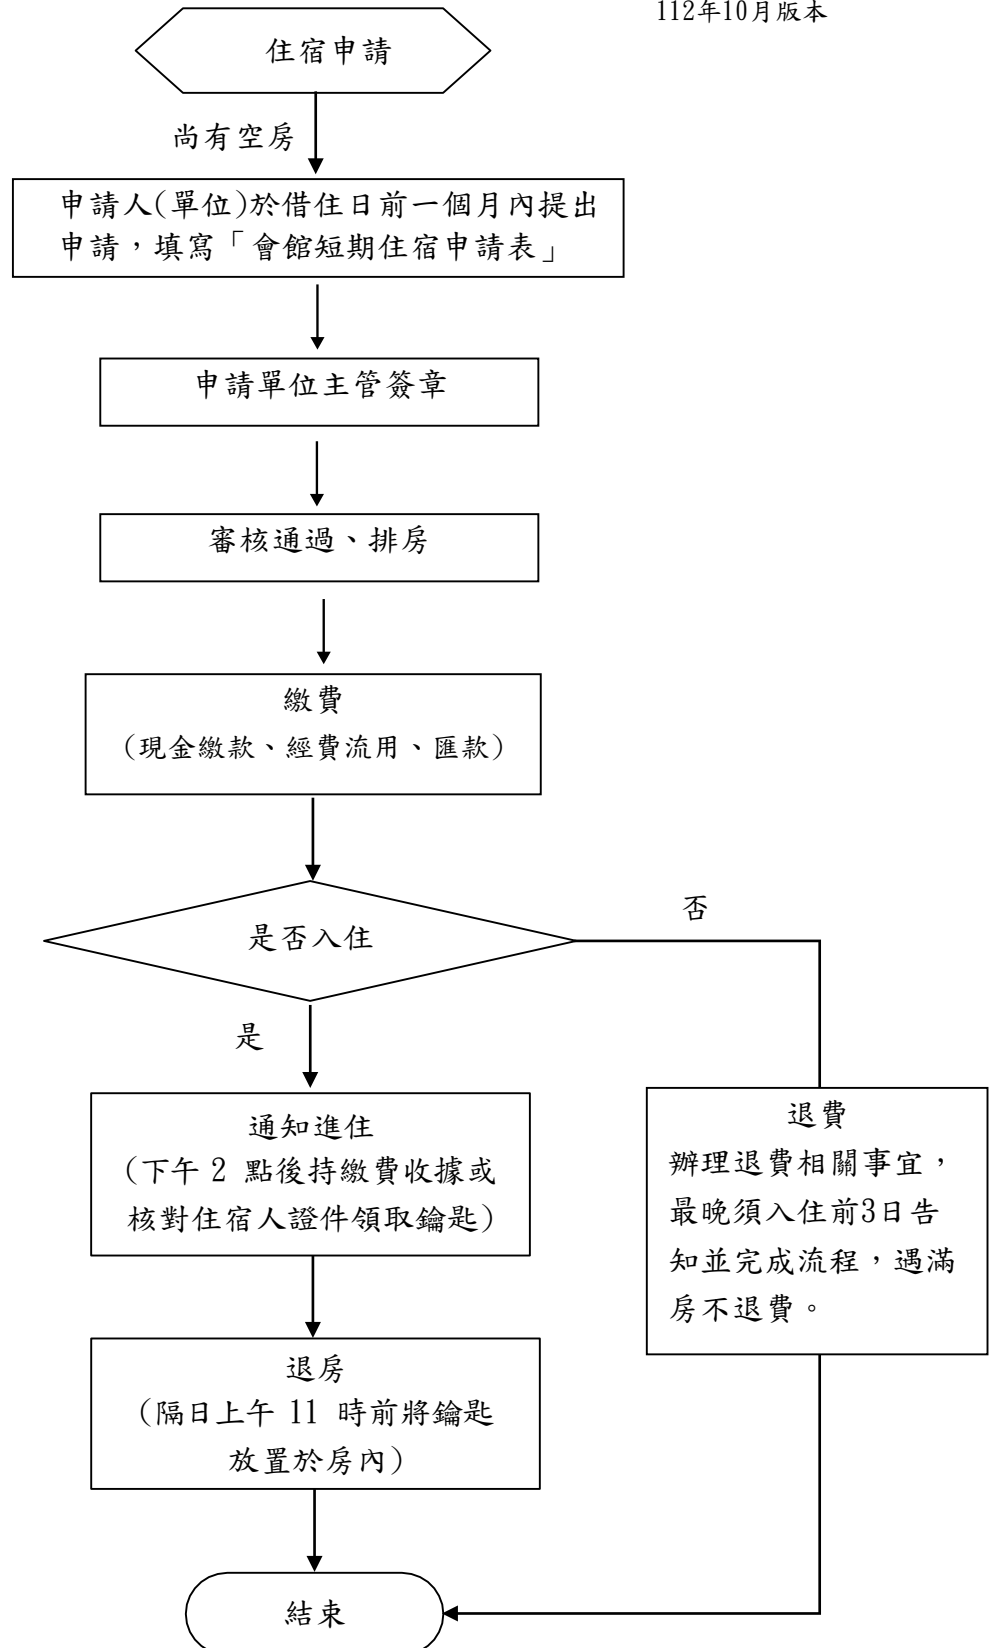 112年10月版本
住宿申請
尚有空房
申請人(單位)於借住日前一個月內提出
申請，填寫「會館短期住宿申請表」
申請單位主管簽章
審核通過、排房
繳費
(現金繳款、經費流用、匯款)
是否入住
否
是
通知進住
(下午 2 點後持繳費收據或
核對住宿人證件領取鑰匙)
退費
辦理退費相關事宜，
最晚須入住前3日告
知並完成流程，遇滿
房不退費。
退房
(隔日上午 11 時前將鑰匙
放置於房內)
結束